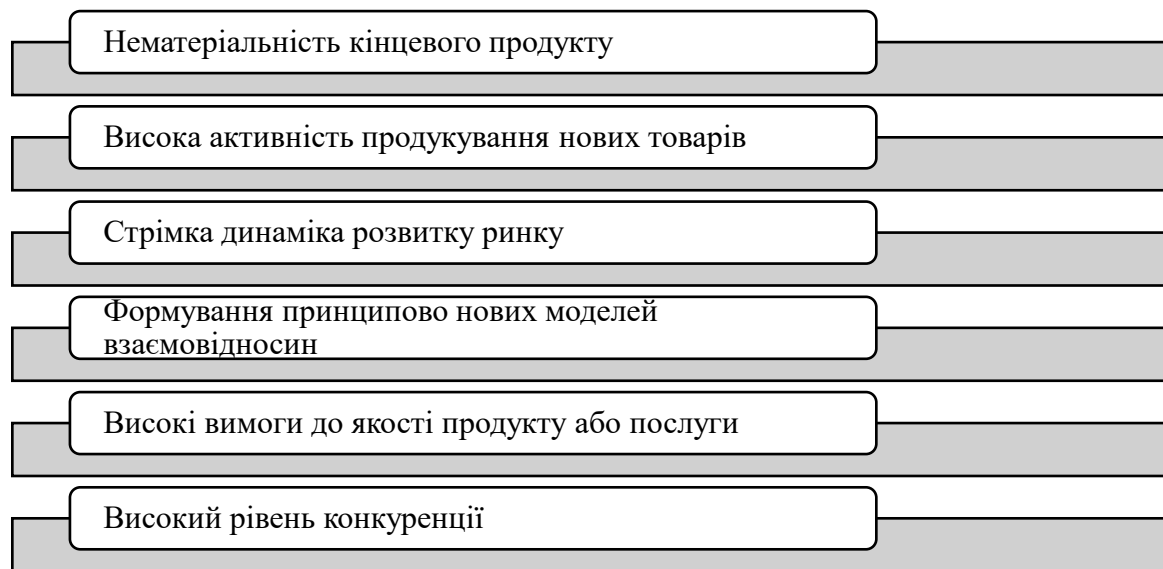 Нематеріальність кінцевого продукту
Висока активність продукування нових товарів
Стрімка динаміка розвитку ринку
Формування принципово нових моделей
взаємовідносин
Високі вимоги до якості продукту або послуги
Високий рівень конкуренції